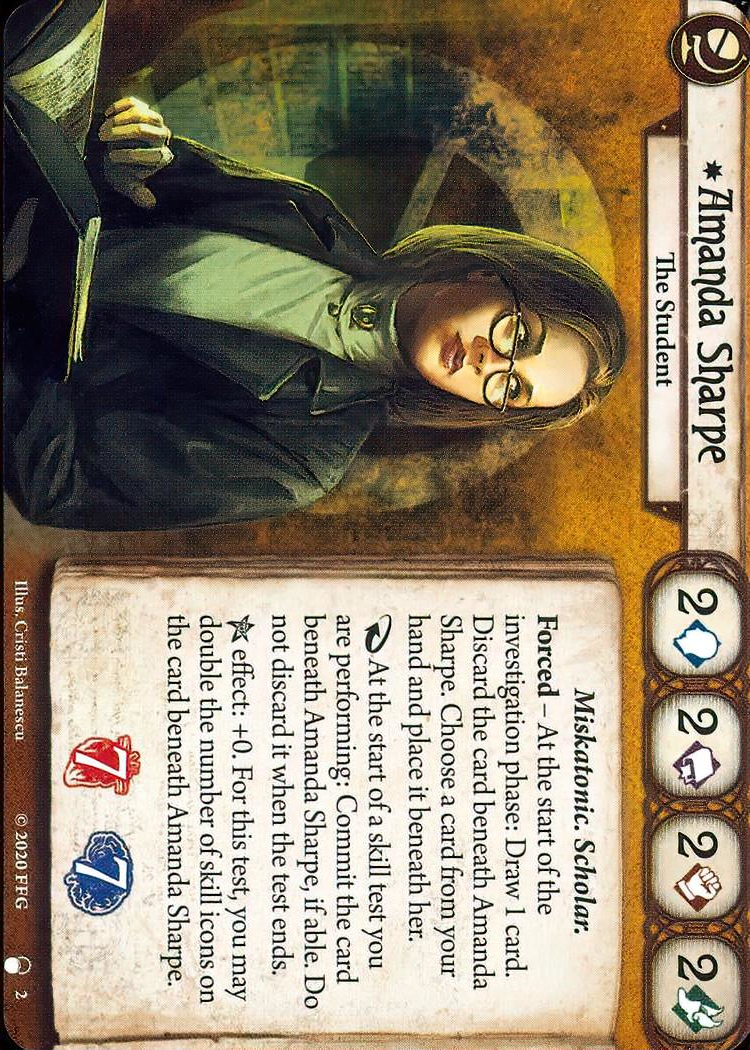 Amanda Sharpe
The Student
2 2 2 2
Miskatonic. Scholar.
Forced – At the start of the
investigation phase: Draw 1 card.
Discard the card beneath Amanda
Sharpe. Choose a card from your
hand and place it beneath her.
At the start of a skill test you
are performing: Commit the card
beneath Amanda Sharpe, if able. Do
not discard it when the test ends.
effect: +0. For this test, you may
double the number of skill icons on
the card beneath Amanda Sharpe.
7 7
Illus. Cristi Balanescu
© 2020 FFG
2